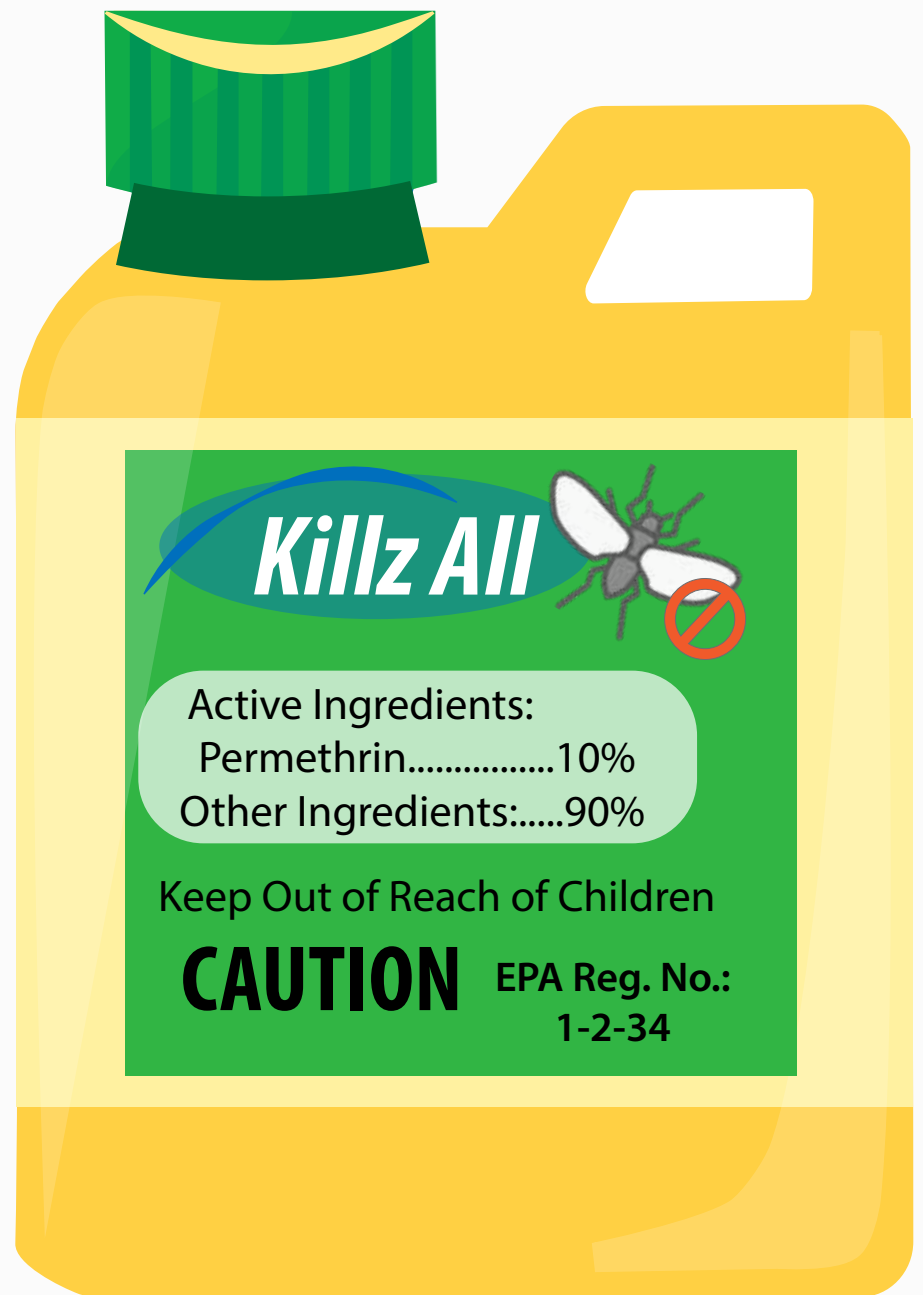 Killz All
Active Ingredients:
Permethrin................10%
Other Ingredients:.....90%
Keep Out of Reach of Children
CAUTION
EPA Reg. No.:
1-2-34